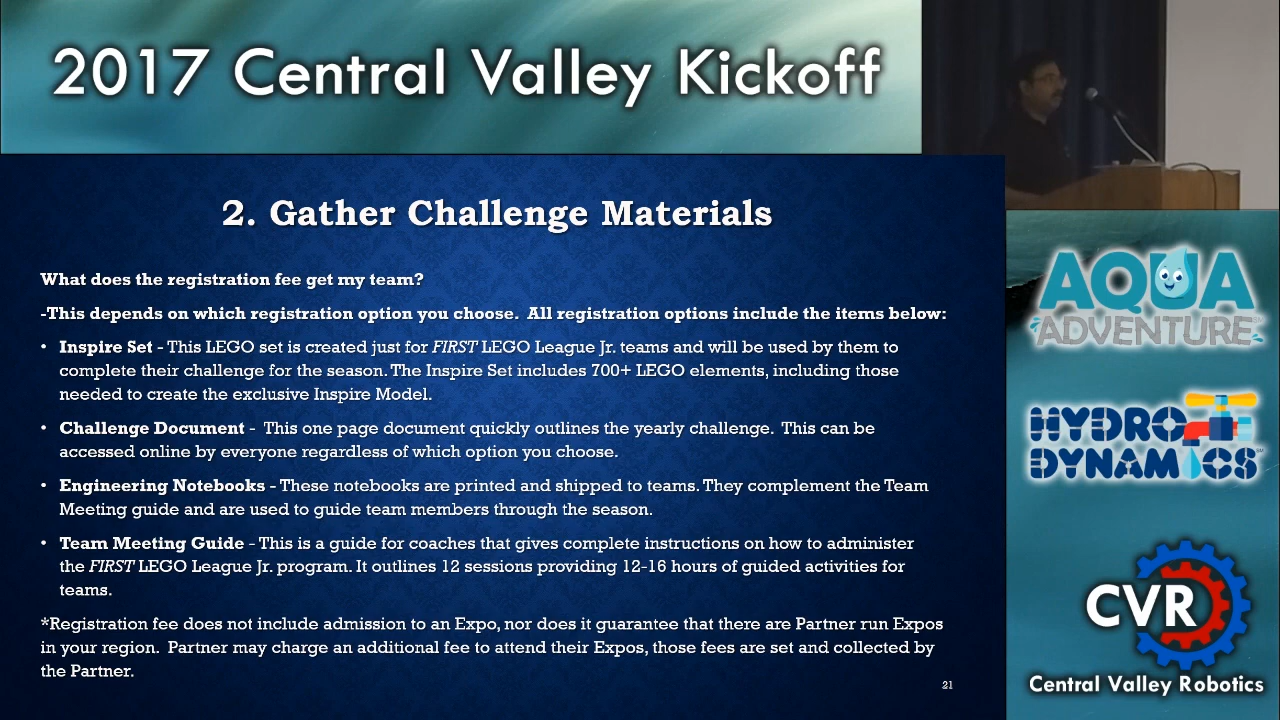 2017 Central Valley Kickoff
2. Gather Challenge Materials
What does the registration fee get my team?
-This depends on which registration option you choose.  All registration options include the items below:
• Inspire Set - This LEGO set is created just for FIRST LEGO League Jr. teams and will be used by them to
complete their challenge for the season. The Inspire Set includes 700+ LEGO elements, including those
needed to create the exclusive Inspire Model.
• Challenge Document -  This one page document quickly outlines the yearly challenge.  This can be
accessed online by everyone regardless of which option you choose.
• Engineering Notebooks - These notebooks are printed and shipped to teams. They complement the Team
Meeting guide and are used to guide team members through the season.
• Team Meeting Guide - This is a guide for coaches that gives complete instructions on how to administer
the FIRST LEGO League Jr. program. It outlines 12 sessions providing 12-16 hours of guided activities for
teams.
*Registration fee does not include admission to an Expo, nor does it guarantee that there are Partner run Expos
in your region.  Partner may charge an additional fee to attend their Expos, those fees are set and collected by
the Partner.
21
AQUA
ADVENTURE
HYDRO
DYNAMICS
CVR
Central Valley Robotics